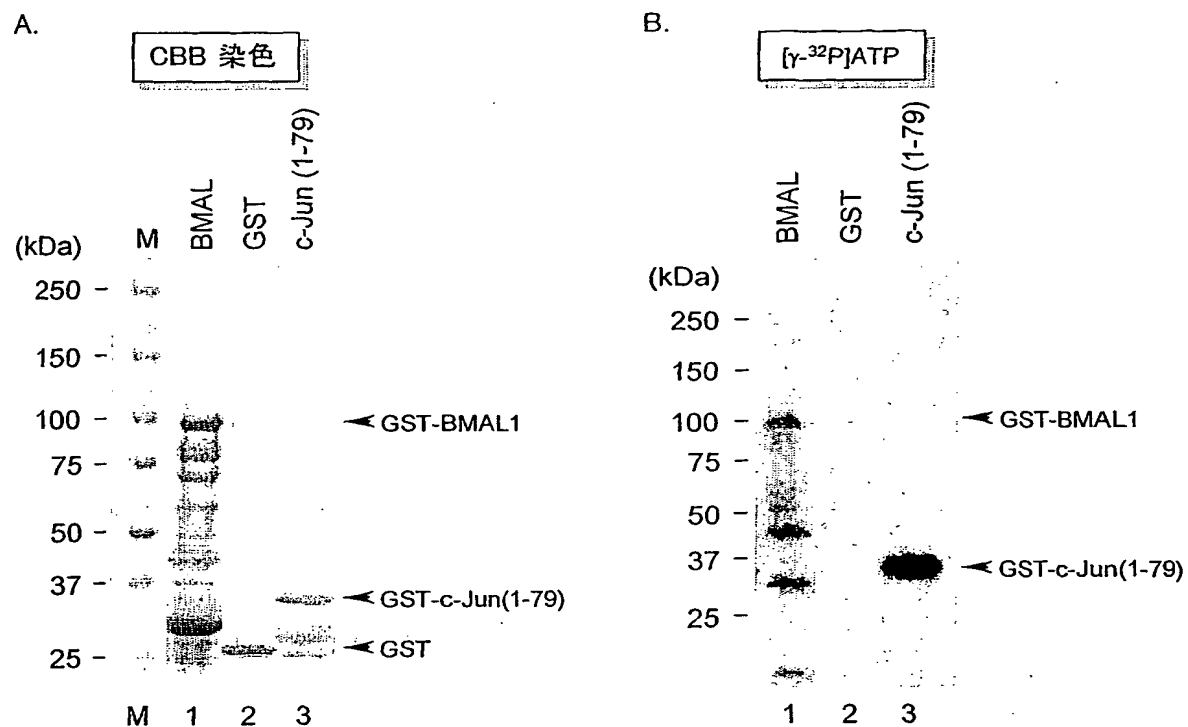 A.
CBB 染色
(kDa)
M
BMAL
GST
c-Jun (1-79)
250
150
100
75
50
37
25
GST-BMAL1
GST-c-Jun(1-79)
GST
M 1 2 3
B.
[γ-³²P]ATP
(kDa)
BMAL
GST
c-Jun (1-79)
250
150
100
75
50
37
25
GST-BMAL1
GST-c-Jun(1-79)
1 2 3